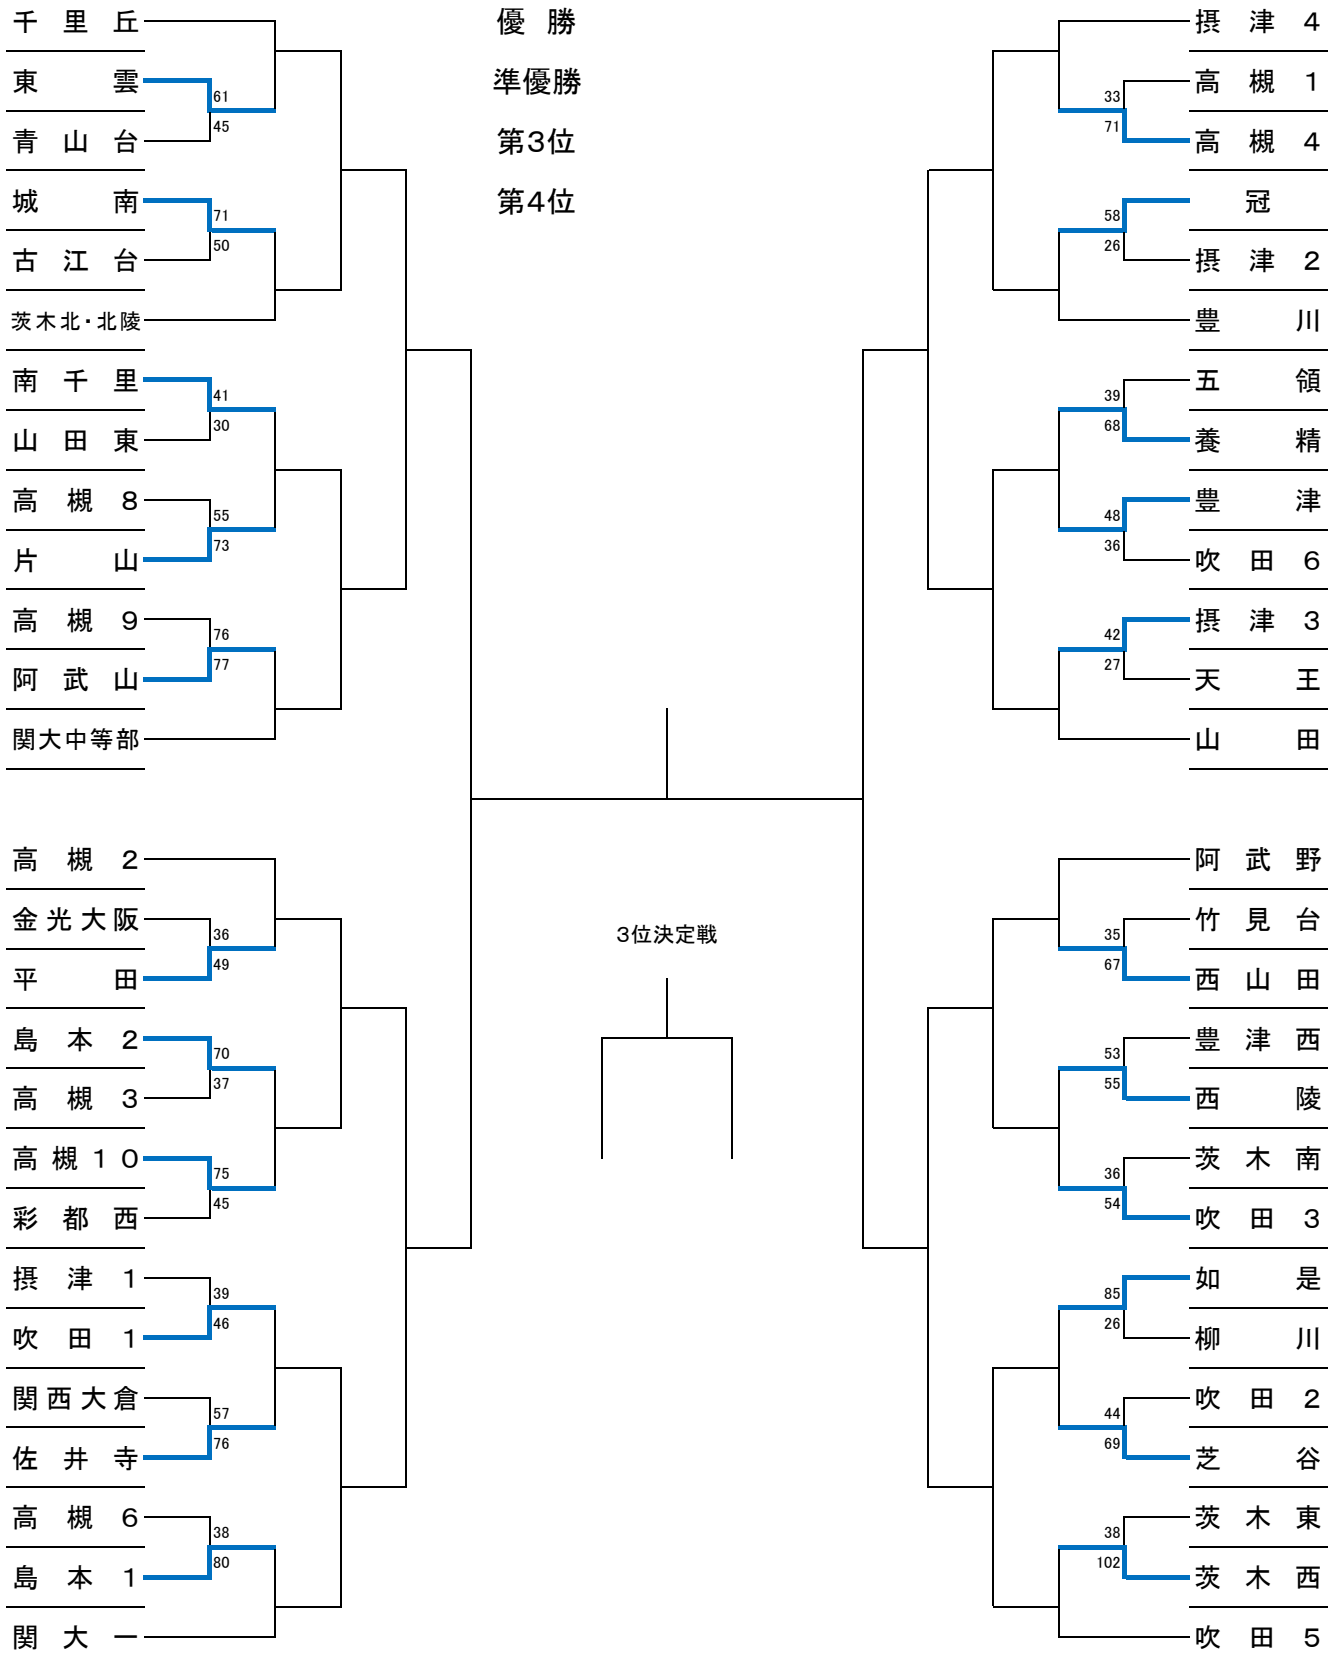 優勝
準優勝
第3位
第4位
千里丘
東雲
61
45
青山台
城南
71
50
古江台
茨木北・北陵
南千里
41
30
山田東
高槻8
55
73
片山
高槻9
76
77
阿武山
関大中等部
高槻2
金光大阪
36
49
平田
島本2
70
37
高槻3
高槻10
75
45
彩都西
摂津1
39
46
吹田1
関西大倉
57
76
佐井寺
高槻6
38
80
島本1
関大一
3位決定戦
摂津4
高槻1
33
71
高槻4
冠
58
26
摂津2
豊川
五領
39
68
養精
豊津
48
36
吹田6
摂津3
42
27
天王
山田
阿武野
竹見台
35
67
西山田
豊津西
53
55
西陵
茨木南
36
54
吹田3
如是
85
26
柳川
吹田2
44
69
芝谷
茨木東
38
102
茨木西
吹田5